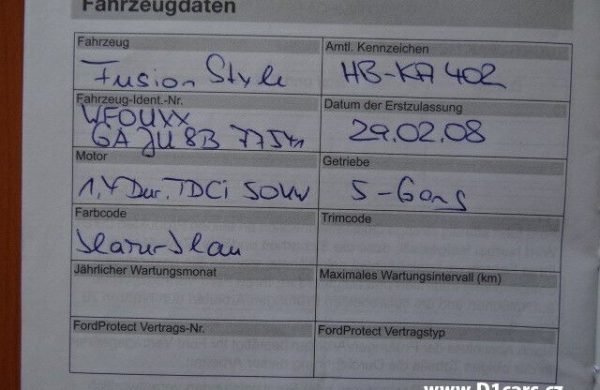 Fahrzeugdaten
Fahrzeug
Fusion Style
Amtl. Kennzeichen
HB-KA 402
Fahrzeug-Ident.-Nr.
WFOUXX
GAJU8B 77541
Datum der Erstzulassung
29.02.08
Motor
1,4 Dur. TDCi 50KW
Getriebe
5-Gang
Farbcode
Trimcode
Jährlicher Wartungsmonat
Maximales Wartungsintervall (km)
FordProtect Vertrags-Nr.
FordProtect Vertragstyp
www.D1cars.cz